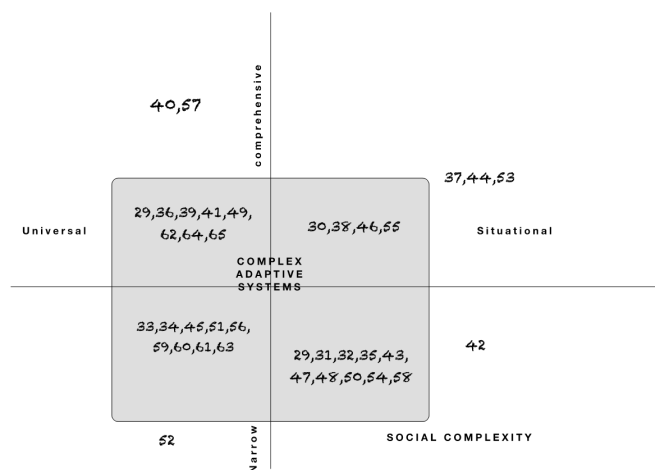 comprehensive
40,57
37,44,53
29,36,39,41,49,
62,64,65
30,38,46,55
Universal
Situational
COMPLEX
ADAPTIVE
SYSTEMS
33,34,45,51,56,
59,60,61,63
29,31,32,35,43,
47,48,50,54,58
42
52
Narrow
SOCIAL COMPLEXITY